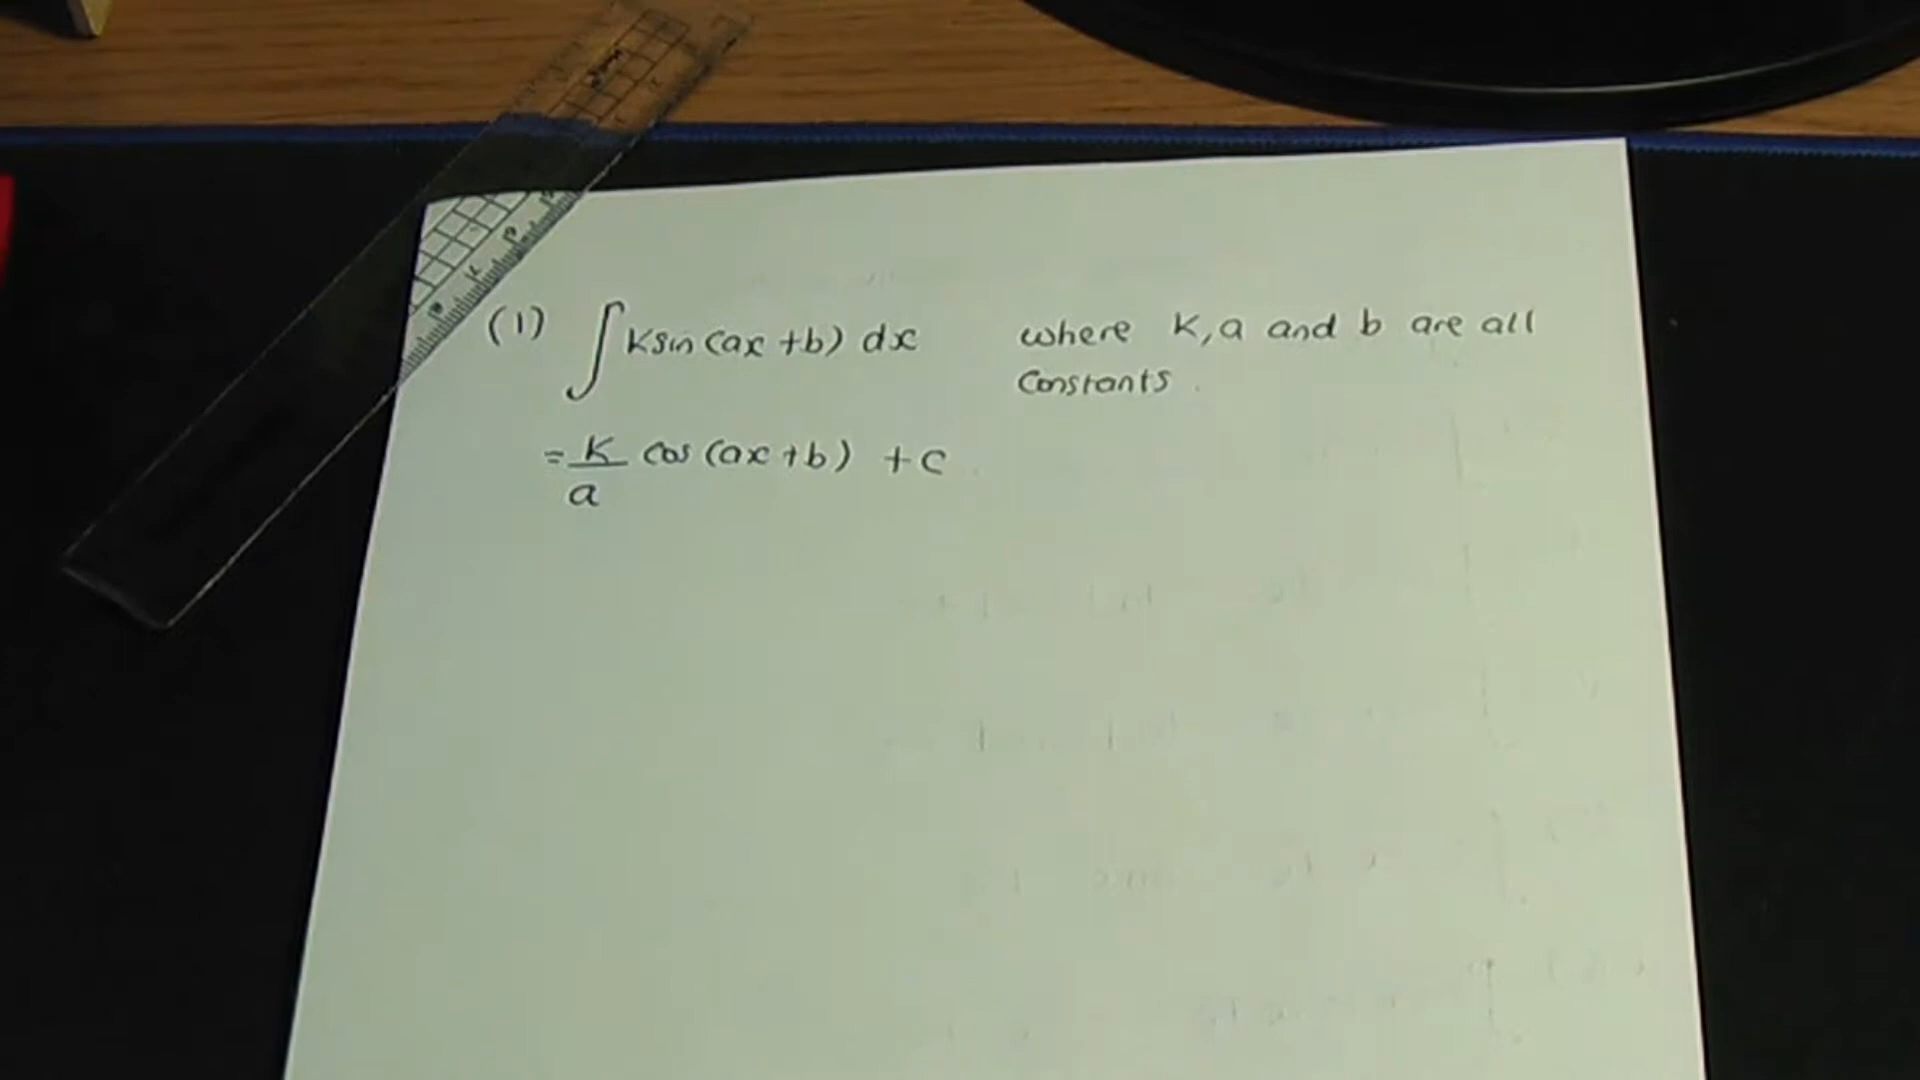 (1) ∫ K sin (ax + b) dx where K, a and b are all
constants.
= K/a cos (ax + b) + c